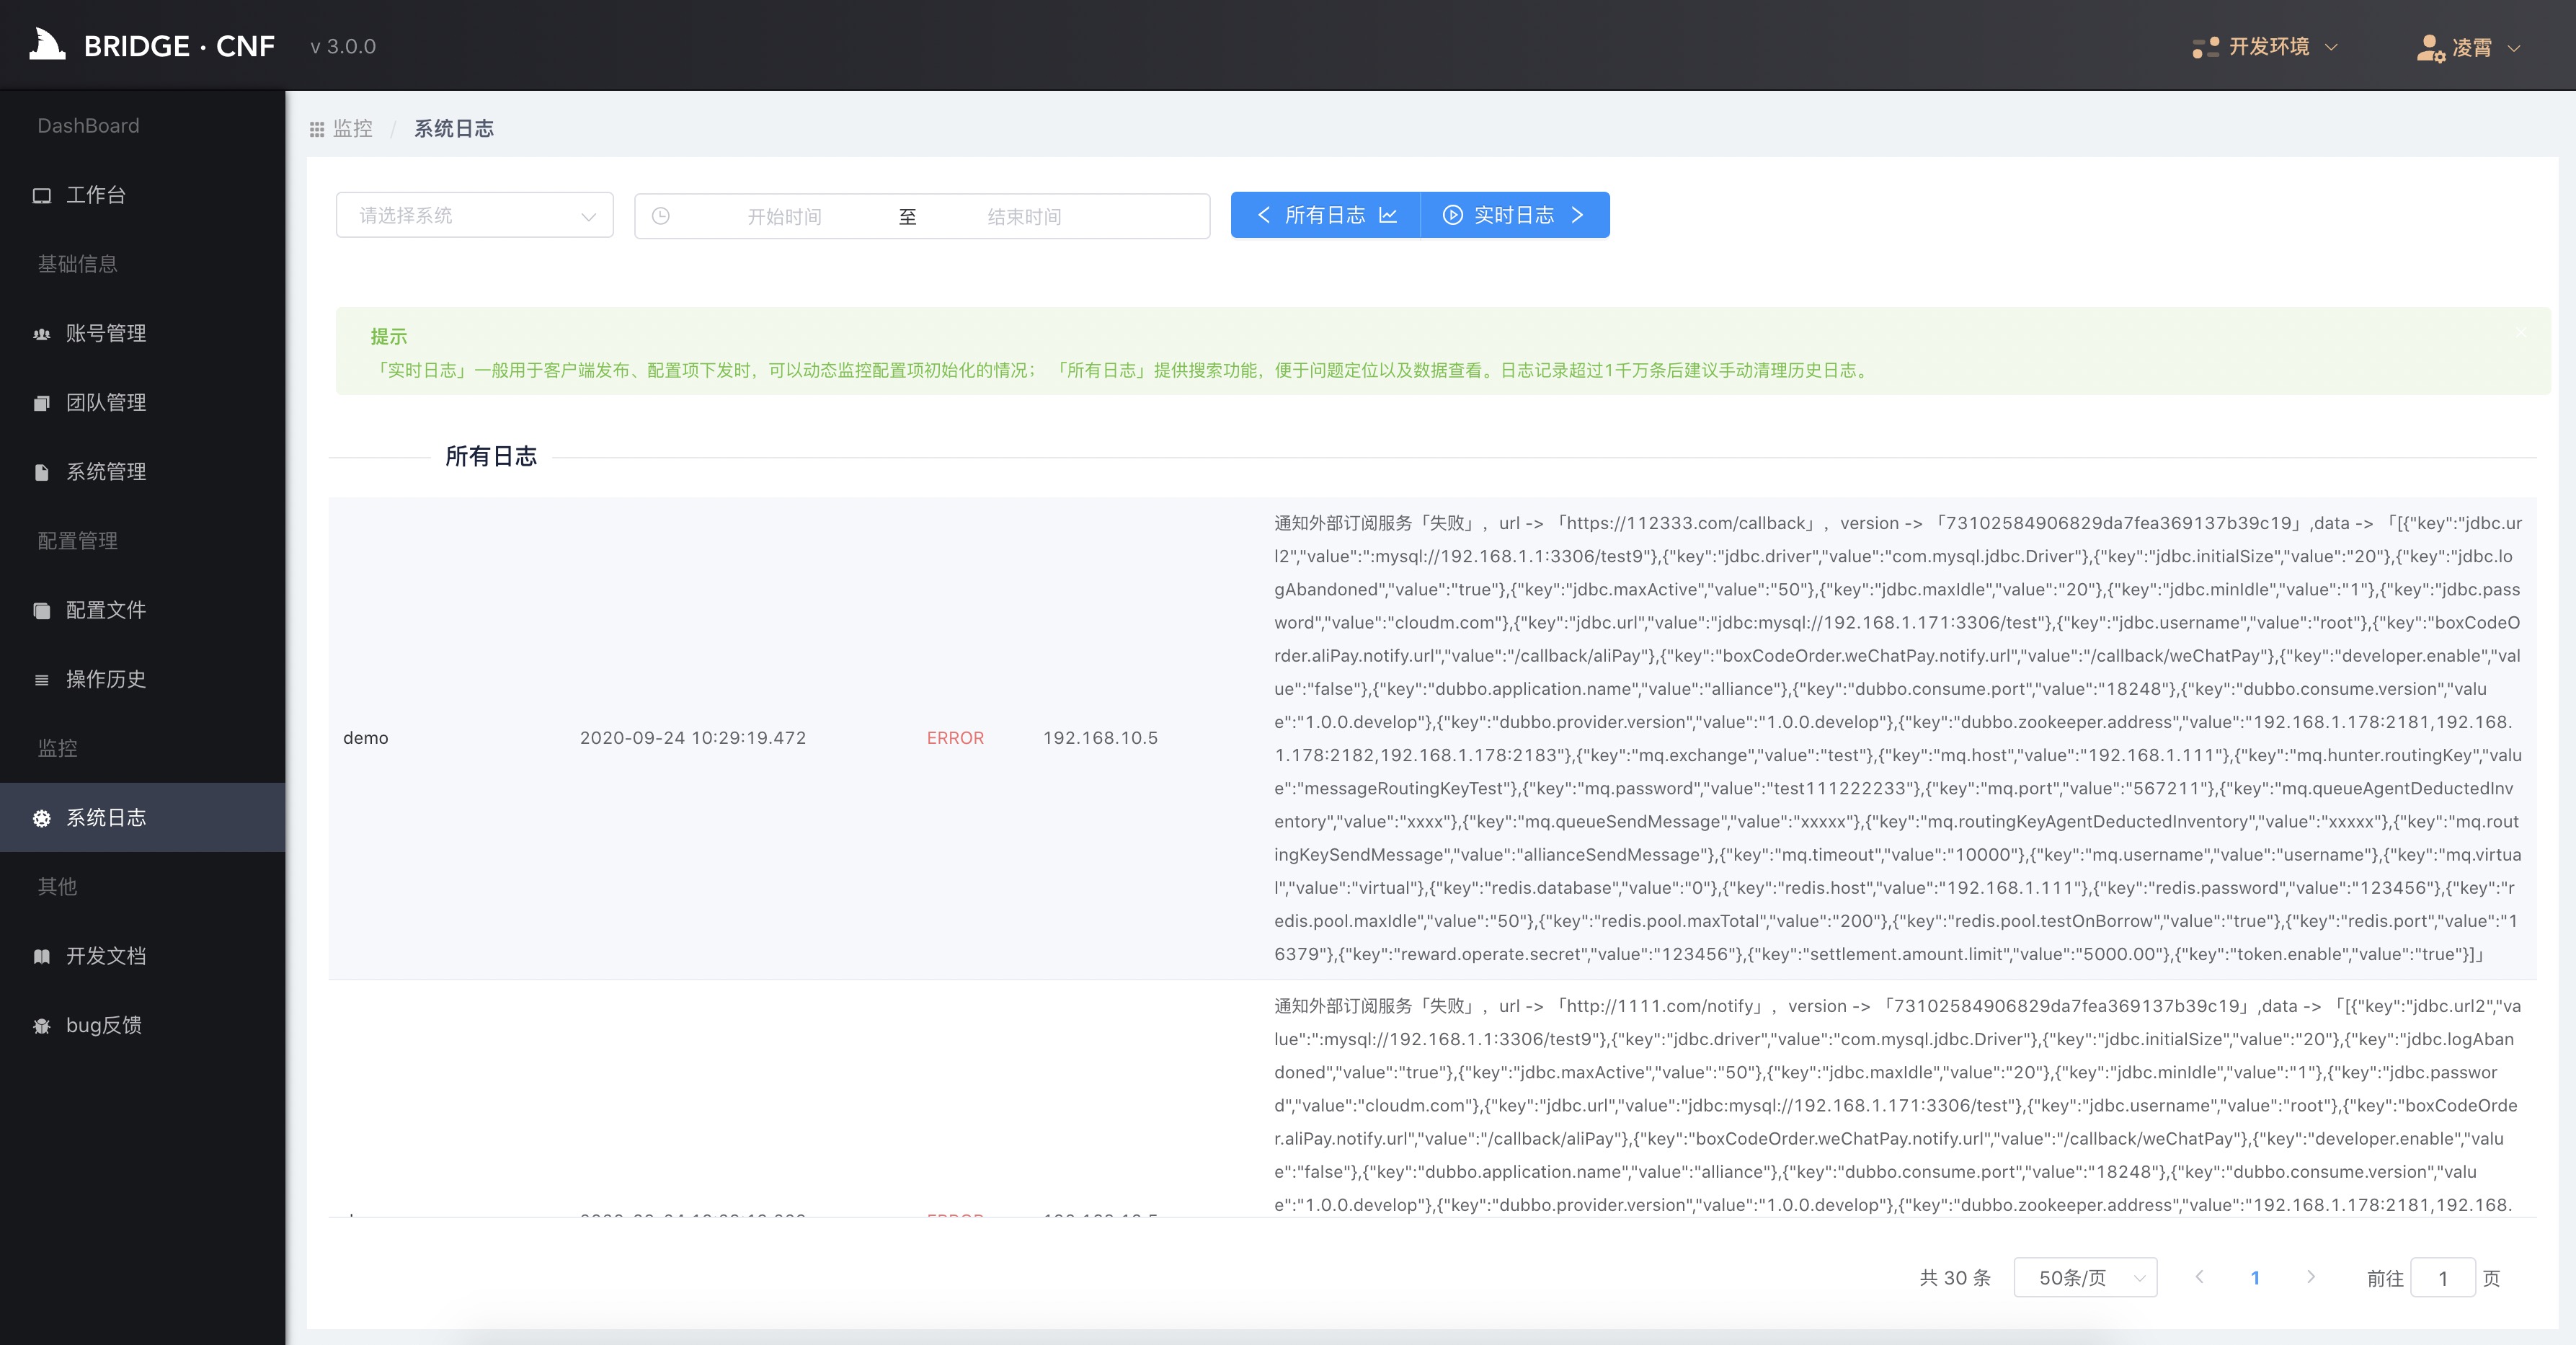 BRIDGE · CNF v 3.0.0
开发环境
凌霄
DashBoard
工作台
基础信息
账号管理
团队管理
系统管理
配置管理
配置文件
操作历史
监控
系统日志
其他
开发文档
bug反馈
监控 / 系统日志
请选择系统
开始时间 至 结束时间
所有日志
实时日志
提示
「实时日志」一般用于客户端发布、配置项下发时，可以动态监控配置项初始化的情况； 「所有日志」提供搜索功能，便于问题定位以及数据查看。日志记录超过1千万条后建议手动清理历史日志。
所有日志
demo 2020-09-24 10:29:19.472 ERROR 192.168.10.5
通知外部订阅服务「失败」，url -> 「https://112333.com/callback」，version -> 「73102584906829da7fea369137b39c19」,data -> 「[{"key":"jdbc.ur
l2","value":":mysql://192.168.1.1:3306/test9"},{"key":"jdbc.driver","value":"com.mysql.jdbc.Driver"},{"key":"jdbc.initialSize","value":"20"},{"key":"jdbc.lo
gAbandoned","value":"true"},{"key":"jdbc.maxActive","value":"50"},{"key":"jdbc.maxIdle","value":"20"},{"key":"jdbc.minIdle","value":"1"},{"key":"jdbc.pass
word","value":"cloudm.com"},{"key":"jdbc.url","value":"jdbc:mysql://192.168.1.171:3306/test"},{"key":"jdbc.username","value":"root"},{"key":"boxCodeO
rder.aliPay.notify.url","value":"/callback/aliPay"},{"key":"boxCodeOrder.weChatPay.notify.url","value":"/callback/weChatPay"},{"key":"developer.enable","val
ue":"false"},{"key":"dubbo.application.name","value":"alliance"},{"key":"dubbo.consume.port","value":"18248"},{"key":"dubbo.consume.version","valu
e":"1.0.0.develop"},{"key":"dubbo.provider.version","value":"1.0.0.develop"},{"key":"dubbo.zookeeper.address","value":"192.168.1.178:2181,192.168.
1.178:2182,192.168.1.178:2183"},{"key":"mq.exchange","value":"test"},{"key":"mq.host","value":"192.168.1.111"},{"key":"mq.hunter.routingKey","valu
e":"messageRoutingKeyTest"},{"key":"mq.password","value":"test111222233"},{"key":"mq.port","value":"567211"},{"key":"mq.queueAgentDeductedInv
entory","value":"xxxx"},{"key":"mq.queueSendMessage","value":"xxxxx"},{"key":"mq.routingKeyAgentDeductedInventory","value":"xxxxx"},{"key":"mq.rout
ingKeySendMessage","value":"allianceSendMessage"},{"key":"mq.timeout","value":"10000"},{"key":"mq.username","value":"username"},{"key":"mq.virtua
l","value":"virtual"},{"key":"redis.database","value":"0"},{"key":"redis.host","value":"192.168.1.111"},{"key":"redis.password","value":"123456"},{"key":"r
edis.pool.maxIdle","value":"50"},{"key":"redis.pool.maxTotal","value":"200"},{"key":"redis.pool.testOnBorrow","value":"true"},{"key":"redis.port","value":"1
6379"},{"key":"reward.operate.secret","value":"123456"},{"key":"settlement.amount.limit","value":"5000.00"},{"key":"token.enable","value":"true"}]」
通知外部订阅服务「失败」，url -> 「http://1111.com/notify」，version -> 「73102584906829da7fea369137b39c19」,data -> 「[{"key":"jdbc.url2","va
lue":":mysql://192.168.1.1:3306/test9"},{"key":"jdbc.driver","value":"com.mysql.jdbc.Driver"},{"key":"jdbc.initialSize","value":"20"},{"key":"jdbc.logAban
doned","value":"true"},{"key":"jdbc.maxActive","value":"50"},{"key":"jdbc.maxIdle","value":"20"},{"key":"jdbc.minIdle","value":"1"},{"key":"jdbc.passwor
d","value":"cloudm.com"},{"key":"jdbc.url","value":"jdbc:mysql://192.168.1.171:3306/test"},{"key":"jdbc.username","value":"root"},{"key":"boxCodeOrde
r.aliPay.notify.url","value":"/callback/aliPay"},{"key":"boxCodeOrder.weChatPay.notify.url","value":"/callback/weChatPay"},{"key":"developer.enable","valu
e":"false"},{"key":"dubbo.application.name","value":"alliance"},{"key":"dubbo.consume.port","value":"18248"},{"key":"dubbo.consume.version","valu
e":"1.0.0.develop"},{"key":"dubbo.provider.version","value":"1.0.0.develop"},{"key":"dubbo.zookeeper.address","value":"192.168.1.178:2181,192.168.
共 30 条 50条/页 1 前往 1 页